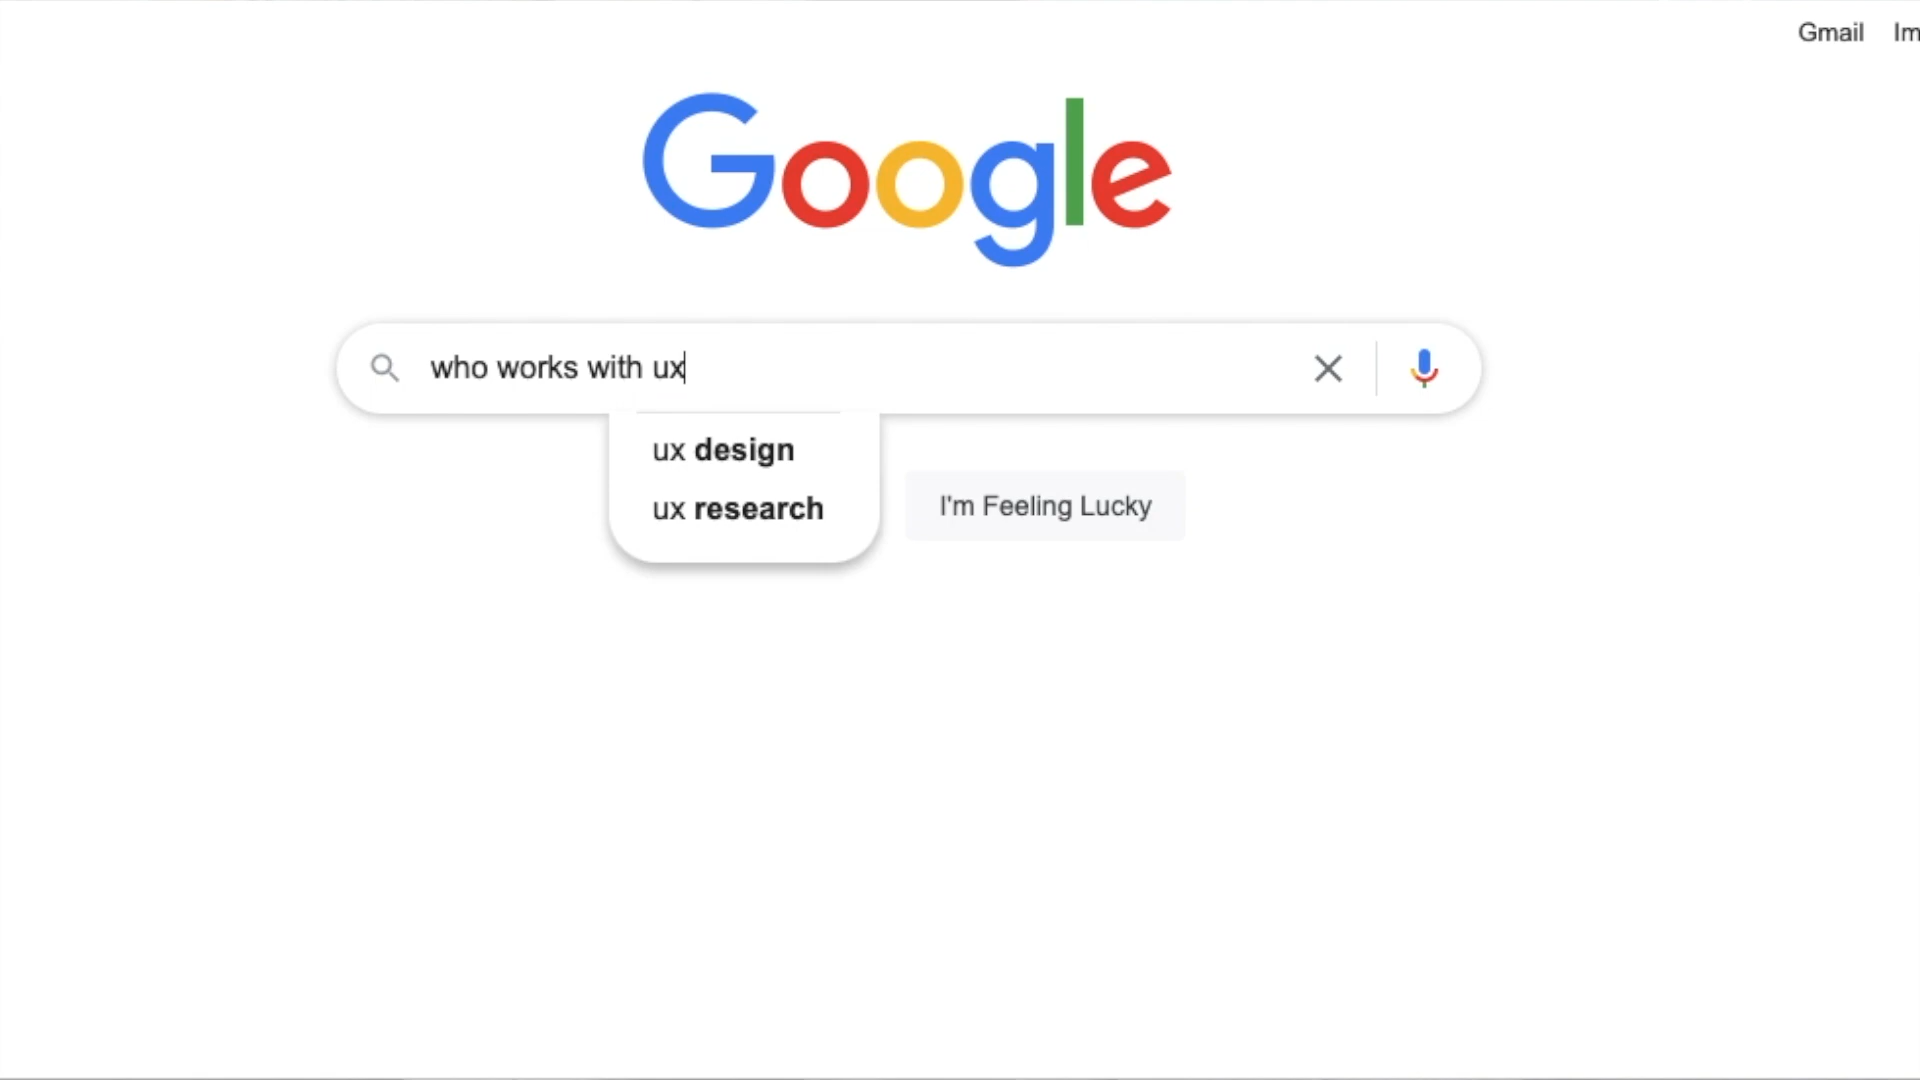 Gmail
Google
who works with ux
ux design
ux research
I'm Feeling Lucky